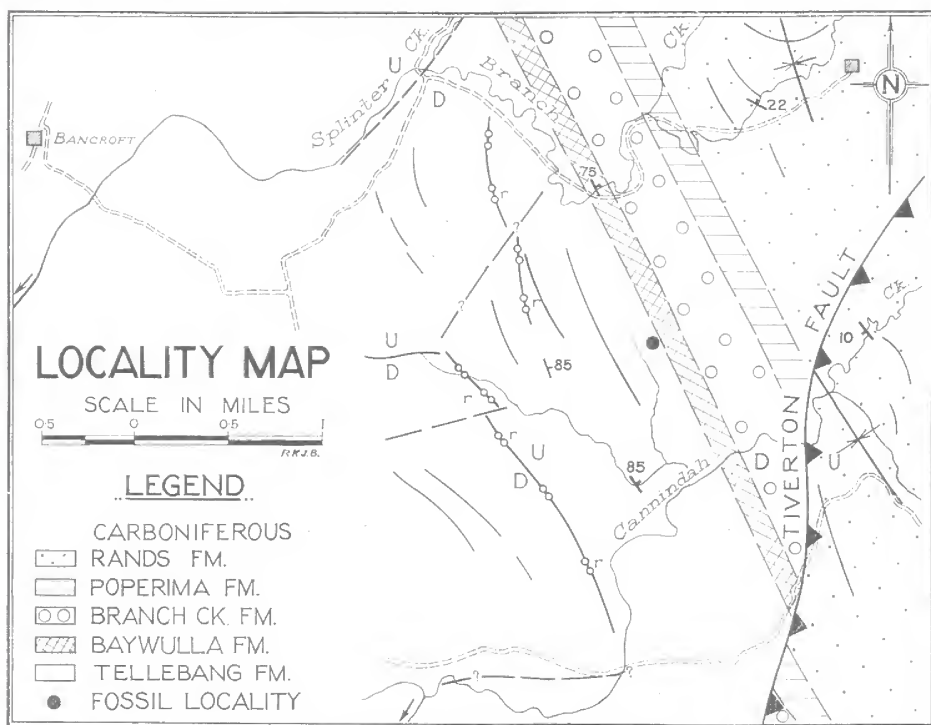 Splinter Ck.
Branch Ck
U
D
BANCROFT
22
N
75
?
r
?
r
FAULT
Ck.
10
LOCALITY MAP
U
D
85
SCALE IN MILES
0·5 0 0·5 1
R.K.J.B.
r
r
U
D
85
Cannindah
D
U
TIVERTON
LEGEND
CARBONIFEROUS
RANDS FM.
POPERIMA FM.
BRANCH CK. FM.
BAYWULLA FM.
TELLEBANG FM.
FOSSIL LOCALITY
r
?
?